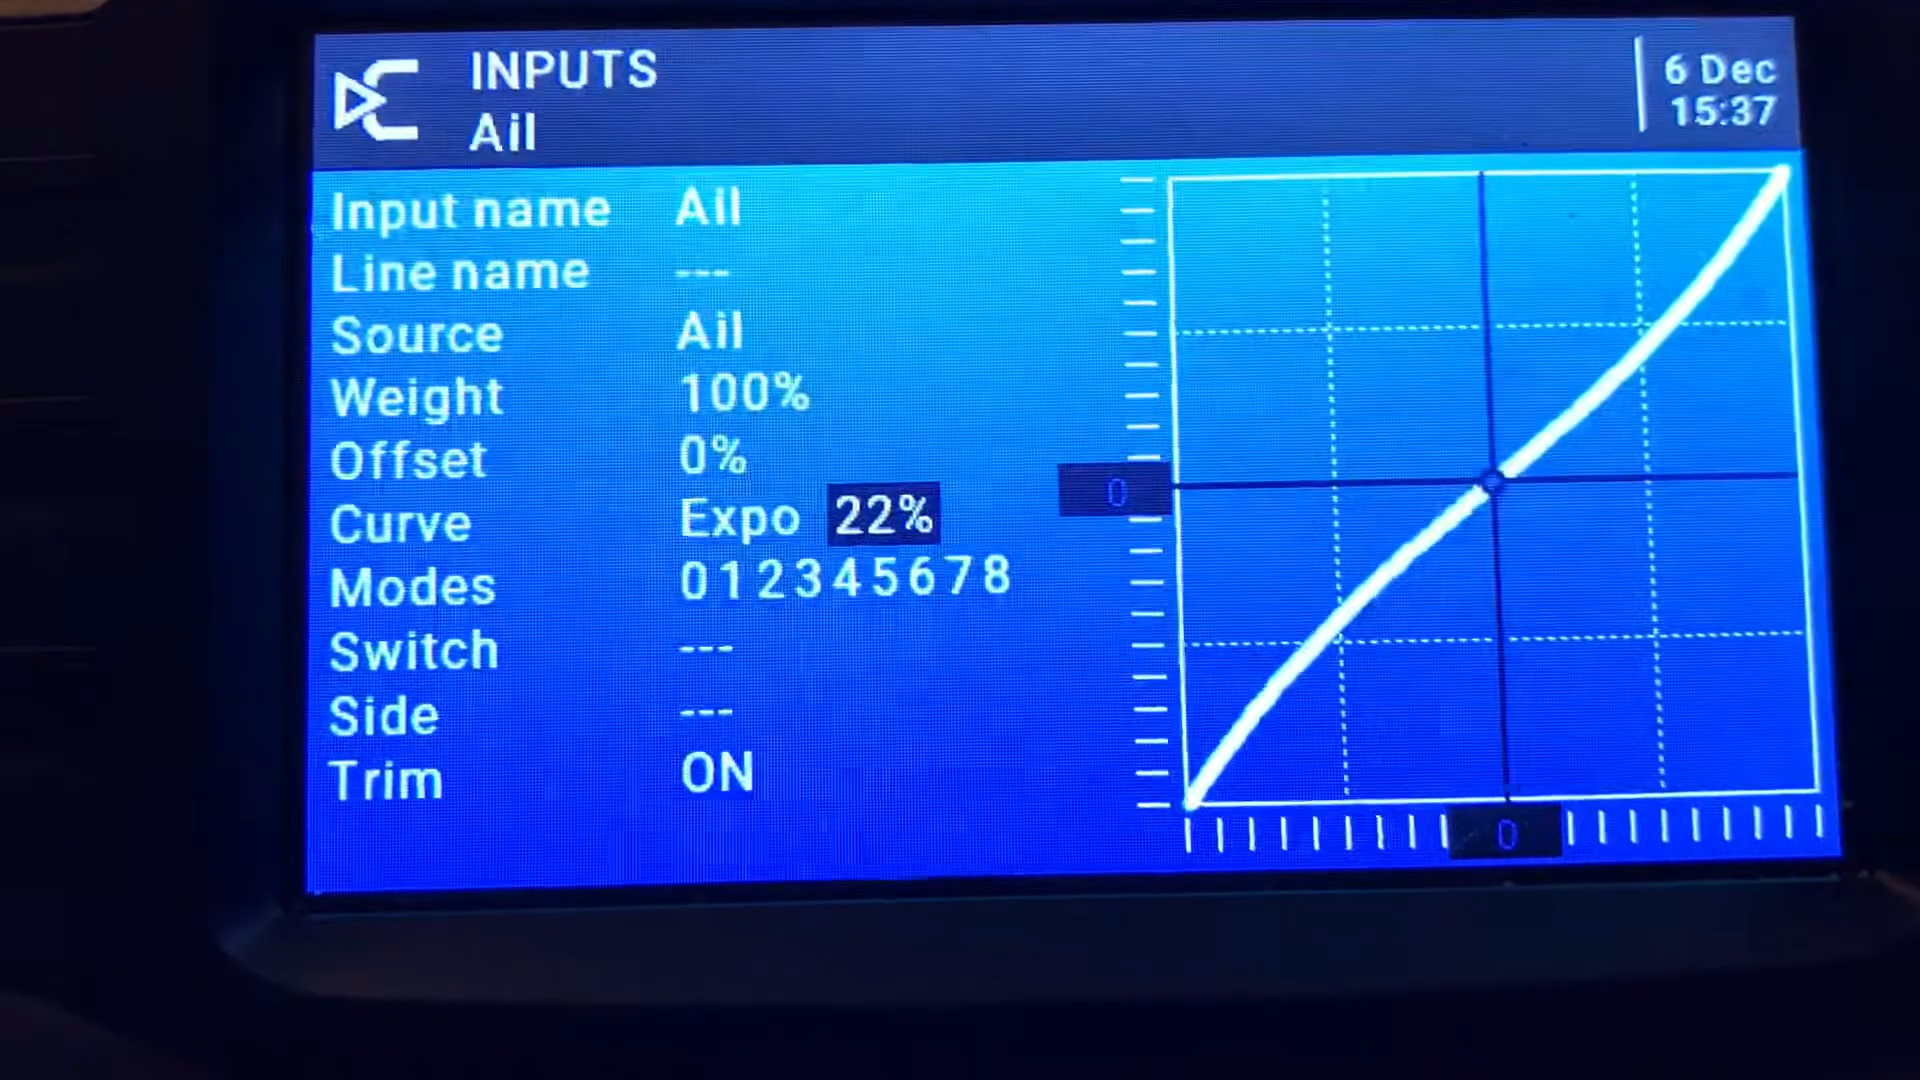 INPUTS
Ail
6 Dec
15:37
Input name Ail
Line name ---
Source Ail
Weight 100%
Offset 0%
Curve Expo 22%
Modes 012345678
Switch ---
Side ---
Trim ON
0
0